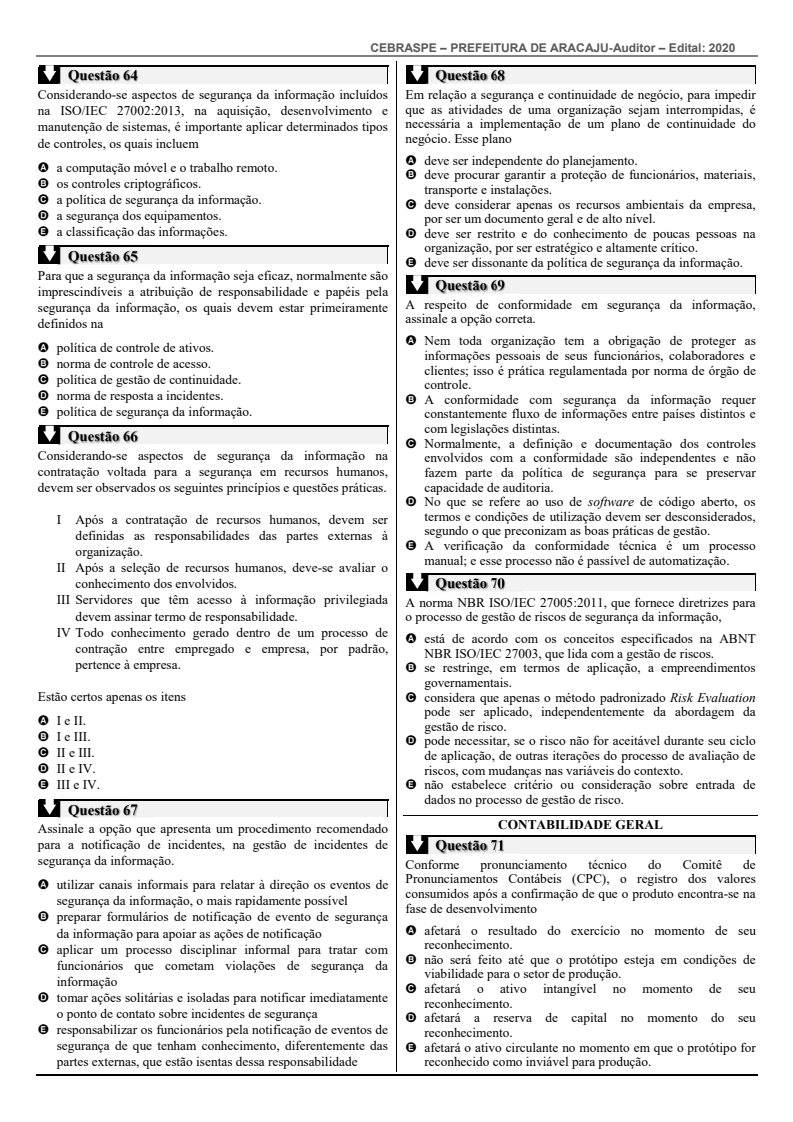 CEBRASPE – PREFEITURA DE ARACAJU-Auditor – Edital: 2020
Questão 64
Considerando-se aspectos de segurança da informação incluídos
na ISO/IEC 27002:2013, na aquisição, desenvolvimento e
manutenção de sistemas, é importante aplicar determinados tipos
de controles, os quais incluem
A a computação móvel e o trabalho remoto.
B os controles criptográficos.
C a política de segurança da informação.
D a segurança dos equipamentos.
E a classificação das informações.
Questão 65
Para que a segurança da informação seja eficaz, normalmente são
imprescindíveis a atribuição de responsabilidade e papéis pela
segurança da informação, os quais devem estar primeiramente
definidos na
A política de controle de ativos.
B norma de controle de acesso.
C política de gestão de continuidade.
D norma de resposta a incidentes.
E política de segurança da informação.
Questão 66
Considerando-se aspectos de segurança da informação na
contratação voltada para a segurança em recursos humanos,
devem ser observados os seguintes princípios e questões práticas.
I Após a contratação de recursos humanos, devem ser
definidas as responsabilidades das partes externas à
organização.
II Após a seleção de recursos humanos, deve-se avaliar o
conhecimento dos envolvidos.
III Servidores que têm acesso à informação privilegiada
devem assinar termo de responsabilidade.
IV Todo conhecimento gerado dentro de um processo de
contração entre empregado e empresa, por padrão,
pertence à empresa.
Estão certos apenas os itens
A I e II.
B I e III.
C II e III.
D II e IV.
E III e IV.
Questão 67
Assinale a opção que apresenta um procedimento recomendado
para a notificação de incidentes, na gestão de incidentes de
segurança da informação.
A utilizar canais informais para relatar à direção os eventos de
segurança da informação, o mais rapidamente possível
B preparar formulários de notificação de evento de segurança
da informação para apoiar as ações de notificação
C aplicar um processo disciplinar informal para tratar com
funcionários que cometam violações de segurança da
informação
D tomar ações solitárias e isoladas para notificar imediatamente
o ponto de contato sobre incidentes de segurança
E responsabilizar os funcionários pela notificação de eventos de
segurança de que tenham conhecimento, diferentemente das
partes externas, que estão isentas dessa responsabilidade
Questão 68
Em relação a segurança e continuidade de negócio, para impedir
que as atividades de uma organização sejam interrompidas, é
necessária a implementação de um plano de continuidade do
negócio. Esse plano
A deve ser independente do planejamento.
B deve procurar garantir a proteção de funcionários, materiais,
transporte e instalações.
C deve considerar apenas os recursos ambientais da empresa,
por ser um documento geral e de alto nível.
D deve ser restrito e do conhecimento de poucas pessoas na
organização, por ser estratégico e altamente crítico.
E deve ser dissonante da política de segurança da informação.
Questão 69
A respeito de conformidade em segurança da informação,
assinale a opção correta.
A Nem toda organização tem a obrigação de proteger as
informações pessoais de seus funcionários, colaboradores e
clientes; isso é prática regulamentada por norma de órgão de
controle.
B A conformidade com segurança da informação requer
constantemente fluxo de informações entre países distintos e
com legislações distintas.
C Normalmente, a definição e documentação dos controles
envolvidos com a conformidade são independentes e não
fazem parte da política de segurança para se preservar
capacidade de auditoria.
D No que se refere ao uso de software de código aberto, os
termos e condições de utilização devem ser desconsiderados,
segundo o que preconizam as boas práticas de gestão.
E A verificação da conformidade técnica é um processo
manual; e esse processo não é passível de automatização.
Questão 70
A norma NBR ISO/IEC 27005:2011, que fornece diretrizes para
o processo de gestão de riscos de segurança da informação,
A está de acordo com os conceitos especificados na ABNT
NBR ISO/IEC 27003, que lida com a gestão de riscos.
B se restringe, em termos de aplicação, a empreendimentos
governamentais.
C considera que apenas o método padronizado Risk Evaluation
pode ser aplicado, independentemente da abordagem da
gestão de risco.
D pode necessitar, se o risco não for aceitável durante seu ciclo
de aplicação, de outras iterações do processo de avaliação de
riscos, com mudanças nas variáveis do contexto.
E não estabelece critério ou consideração sobre entrada de
dados no processo de gestão de risco.
CONTABILIDADE GERAL
Questão 71
Conforme pronunciamento técnico do Comitê de
Pronunciamentos Contábeis (CPC), o registro dos valores
consumidos após a confirmação de que o produto encontra-se na
fase de desenvolvimento
A afetará o resultado do exercício no momento de seu
reconhecimento.
B não será feito até que o protótipo esteja em condições de
viabilidade para o setor de produção.
C afetará o ativo intangível no momento de seu
reconhecimento.
D afetará a reserva de capital no momento do seu
reconhecimento.
E afetará o ativo circulante no momento em que o protótipo for
reconhecido como inviável para produção.